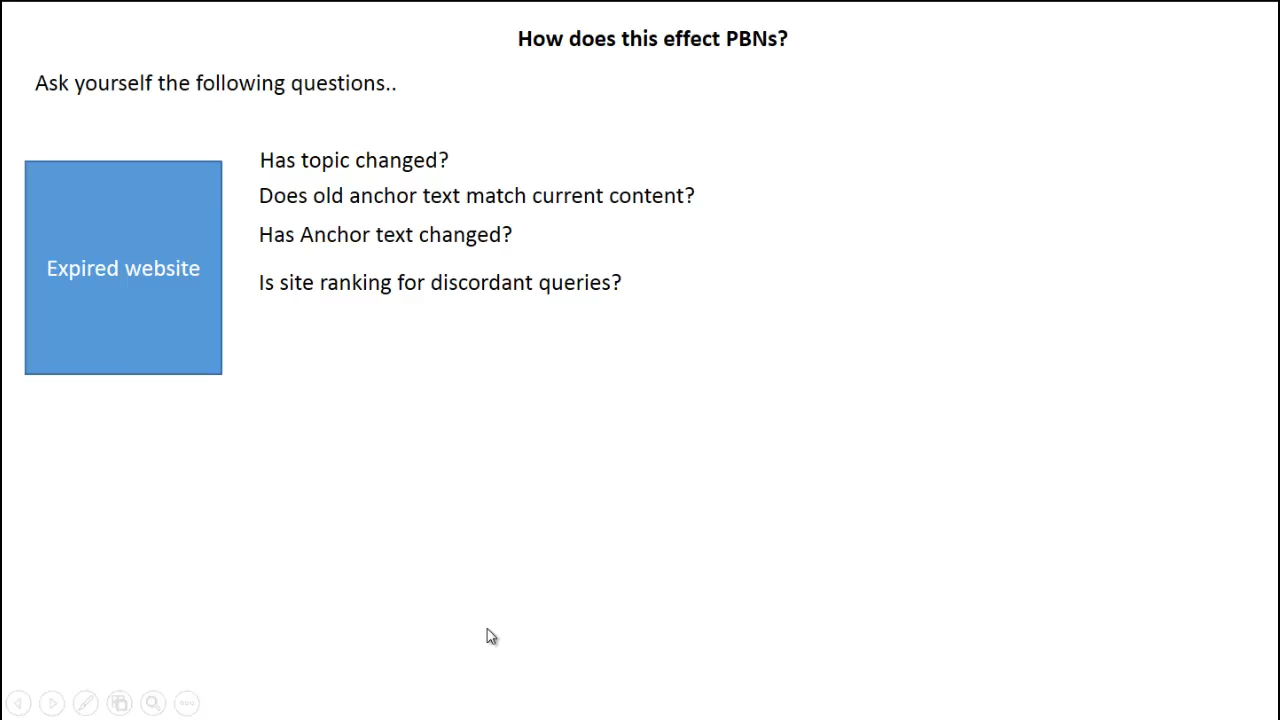 How does this effect PBNs?
Ask yourself the following questions..
Has topic changed?
Does old anchor text match current content?
Has Anchor text changed?
Expired website
Is site ranking for discordant queries?